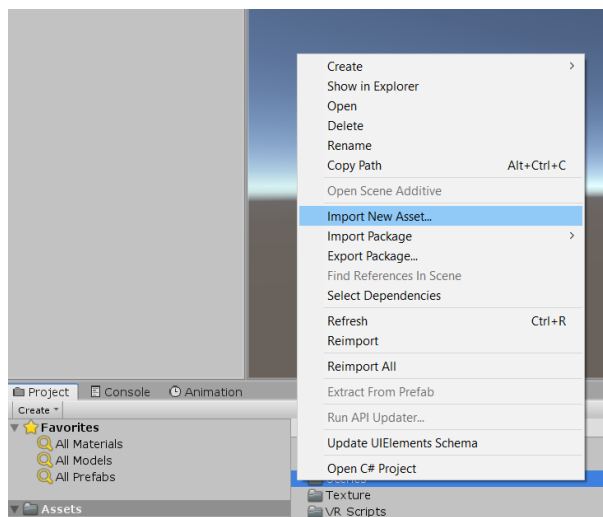 Create
Show in Explorer
Open
Delete
Rename
Copy Path Alt+Ctrl+C
Open Scene Additive
Import New Asset...
Import Package
Export Package...
Find References In Scene
Select Dependencies
Refresh Ctrl+R
Reimport
Reimport All
Extract From Prefab
Run API Updater...
Update UIElements Schema
Open C# Project
Project Console Animation
Create
Favorites
All Materials
All Models
All Prefabs
Assets
Scenes
Texture
VR Scripts